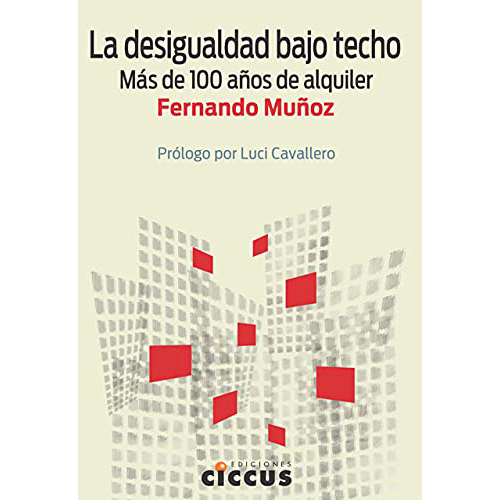 La desigualdad bajo techo
Más de 100 años de alquiler
Fernando Muñoz
Prólogo por Luci Cavallero
EDICIONES
CICCUS